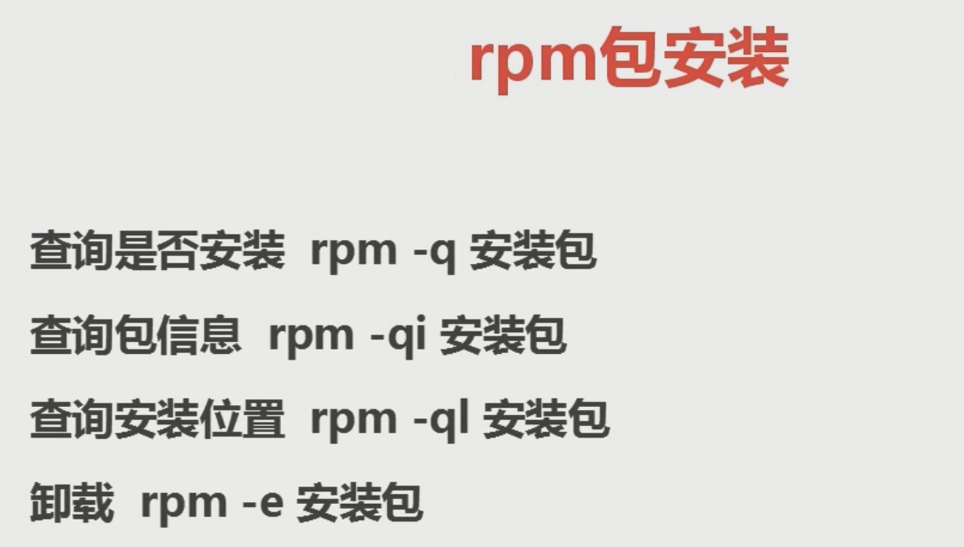 rpm包安装
查询是否安装 rpm -q 安装包
查询包信息 rpm -qi 安装包
查询安装位置 rpm -ql 安装包
卸载 rpm -e 安装包